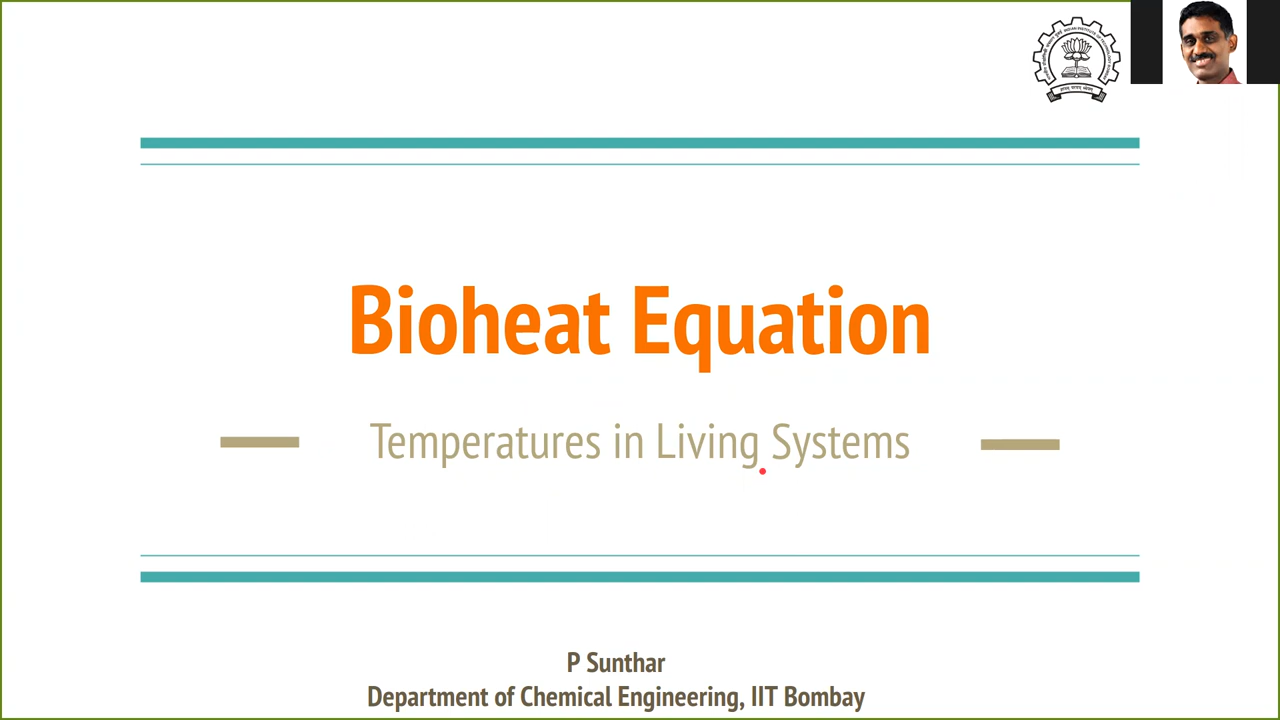 Bioheat Equation
Temperatures in Living Systems
P Sunthar
Department of Chemical Engineering, IIT Bombay